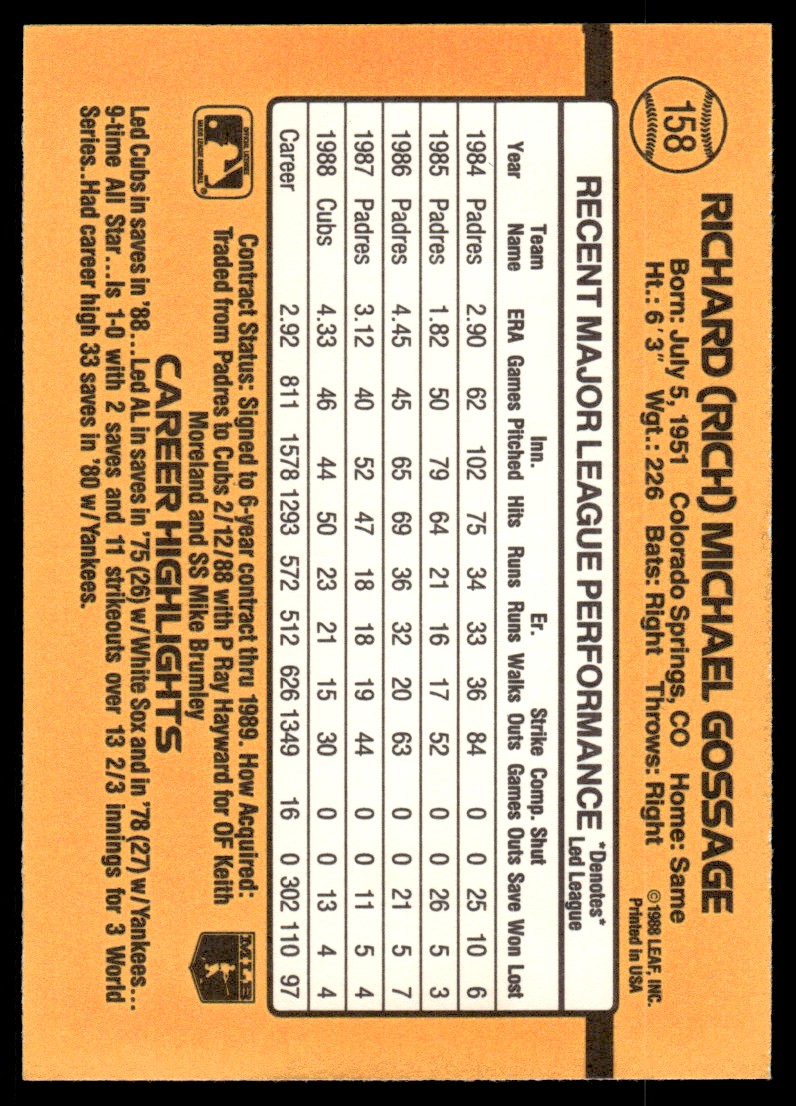 158
RICHARD (RICH) MICHAEL GOSSAGE
Born: July 5, 1951 Colorado Springs, CO Home: Same
Ht.: 6'3" Wgt.: 226 Bats: Right Throws: Right
©1988 LEAF, INC.
Printed in USA
RECENT MAJOR LEAGUE PERFORMANCE *Denotes* Led League
Year Team Name ERA Games Inn. Pitched Hits Runs Er. Runs Walks Strike Outs Comp. Games Shut Outs Save Won Lost
1984 Padres 2.90 62 102 75 34 33 36 84 0 0 25 10 6
1985 Padres 1.82 50 79 64 21 16 17 52 0 0 26 5 3
1986 Padres 4.45 45 65 69 36 32 20 63 0 0 21 5 7
1987 Padres 3.12 40 52 47 18 18 19 44 0 0 11 5 4
1988 Cubs 4.33 46 44 50 23 21 15 30 0 0 13 4 4
Career 2.92 811 1578 1293 572 512 626 1349 16 0 302 110 97
OFFICIAL LICENSEE
MAJOR LEAGUE BASEBALL
®
Contract Status: Signed to 6-year contract thru 1989. How Acquired:
Traded from Padres to Cubs 2/12/88 with P Ray Hayward for OF Keith
Moreland and SS Mike Brumley
MLB
CAREER HIGHLIGHTS
Led Cubs in saves in '88...Led AL in saves in '75 (26) w/White Sox and in '78 (27) w/Yankees...
9-time All Star...Is 1-0 with 2 saves and 11 strikeouts over 13 2/3 innings for 3 World
Series..Had career high 33 saves in '80 w/Yankees.